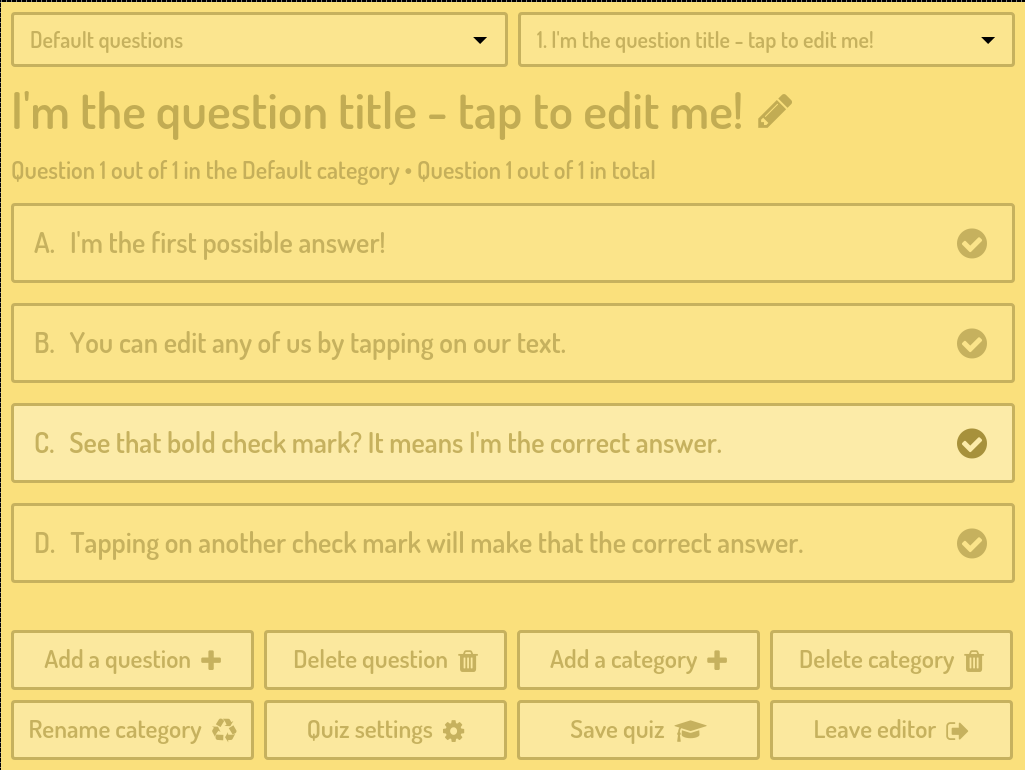 Default questions
1. I'm the question title - tap to edit me!
I'm the question title - tap to edit me!
Question 1 out of 1 in the Default category • Question 1 out of 1 in total
A. I'm the first possible answer!
B. You can edit any of us by tapping on our text.
C. See that bold check mark? It means I'm the correct answer.
D. Tapping on another check mark will make that the correct answer.
Add a question
Delete question
Add a category
Delete category
Rename category
Quiz settings
Save quiz
Leave editor